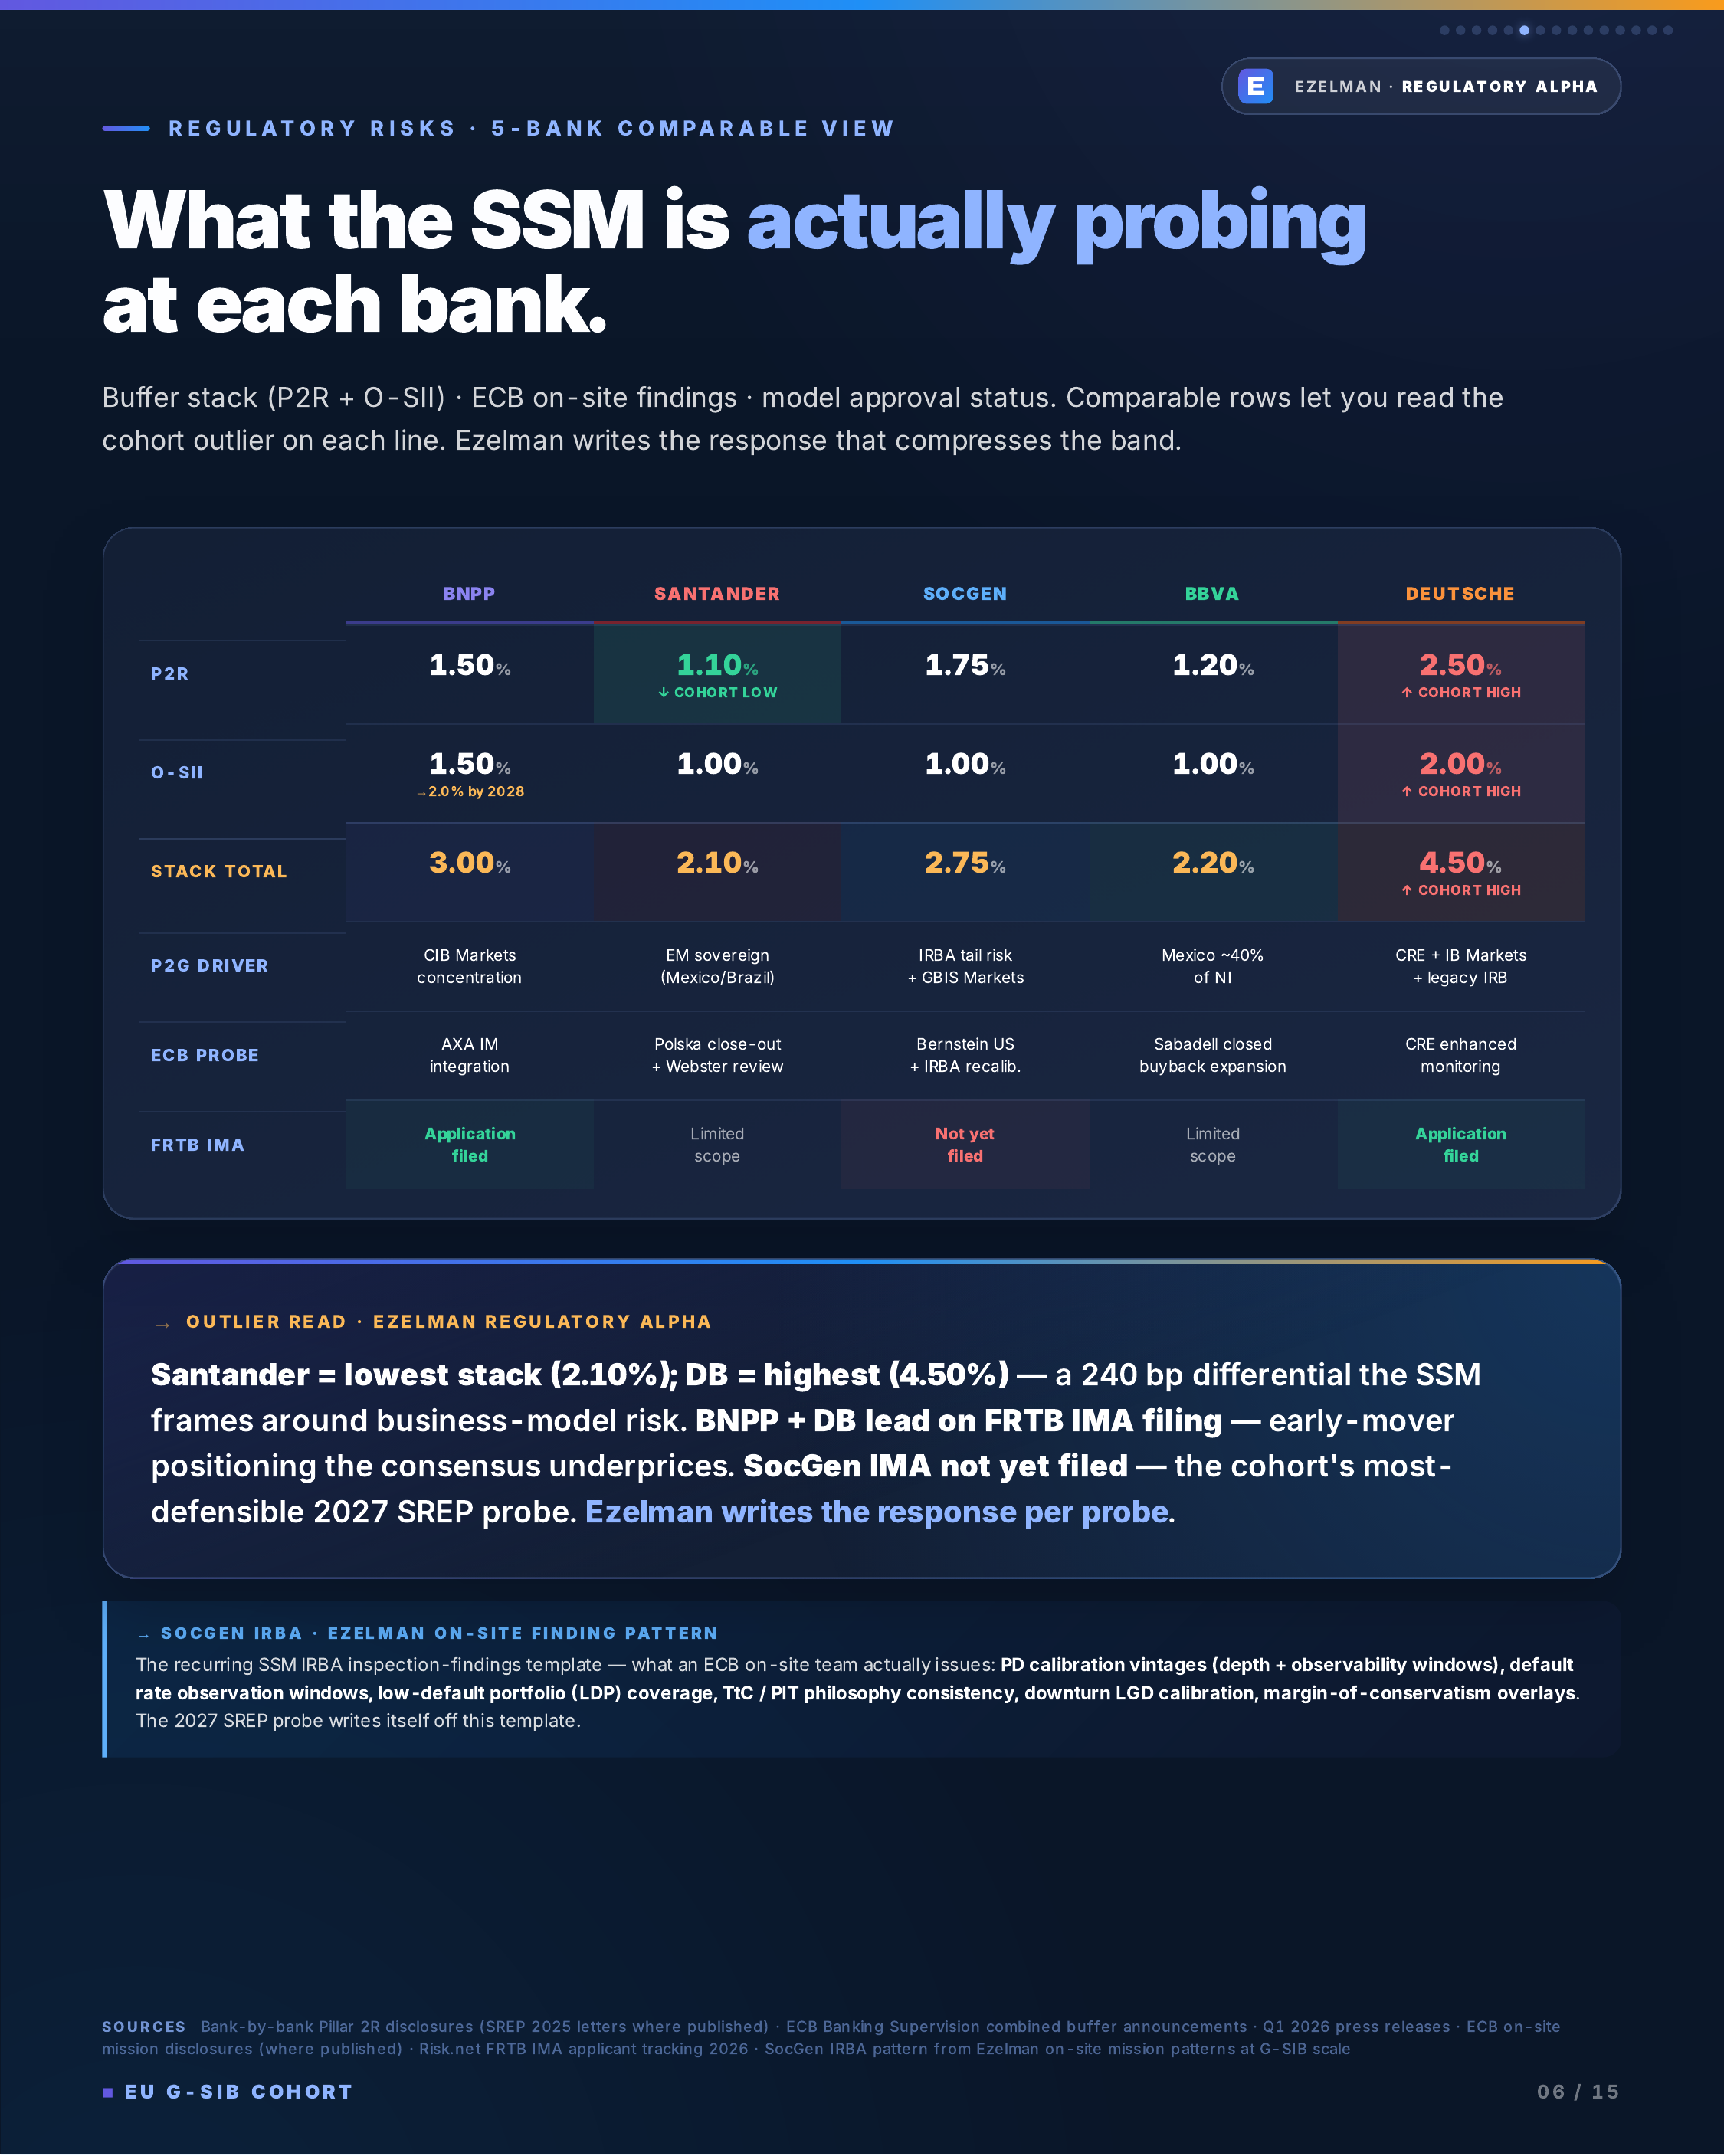 E EZELMAN · REGULATORY ALPHA
REGULATORY RISKS · 5-BANK COMPARABLE VIEW
What the SSM is actually probing
at each bank.
Buffer stack (P2R + O-SII) · ECB on-site findings · model approval status. Comparable rows let you read the
cohort outlier on each line. Ezelman writes the response that compresses the band.
BNPP SANTANDER SOCGEN BBVA DEUTSCHE
P2R 1.50% 1.10% 1.75% 1.20% 2.50%
↓ COHORT LOW ↑ COHORT HIGH
O-SII 1.50% 1.00% 1.00% 1.00% 2.00%
→2.0% by 2028 ↑ COHORT HIGH
STACK TOTAL 3.00% 2.10% 2.75% 2.20% 4.50%
↑ COHORT HIGH
P2G DRIVER
CIB Markets
concentration
EM sovereign
(Mexico/Brazil)
IRBA tail risk
+ GBIS Markets
Mexico ~40%
of NI
CRE + IB Markets
+ legacy IRB
ECB PROBE
AXA IM
integration
Polska close-out
+ Webster review
Bernstein US
+ IRBA recalib.
Sabadell closed
buyback expansion
CRE enhanced
monitoring
FRTB IMA
Application
filed
Limited
scope
Not yet
filed
Limited
scope
Application
filed
→ OUTLIER READ · EZELMAN REGULATORY ALPHA
Santander = lowest stack (2.10%); DB = highest (4.50%) — a 240 bp differential the SSM
frames around business-model risk. BNPP + DB lead on FRTB IMA filing — early-mover
positioning the consensus underprices. SocGen IMA not yet filed — the cohort's most-
defensible 2027 SREP probe. Ezelman writes the response per probe.
→ SOCGEN IRBA · EZELMAN ON-SITE FINDING PATTERN
The recurring SSM IRBA inspection-findings template — what an ECB on-site team actually issues: PD calibration vintages (depth + observability windows), default
rate observation windows, low-default portfolio (LDP) coverage, TtC / PIT philosophy consistency, downturn LGD calibration, margin-of-conservatism overlays.
The 2027 SREP probe writes itself off this template.
SOURCES Bank-by-bank Pillar 2R disclosures (SREP 2025 letters where published) · ECB Banking Supervision combined buffer announcements · Q1 2026 press releases · ECB on-site
mission disclosures (where published) · Risk.net FRTB IMA applicant tracking 2026 · SocGen IRBA pattern from Ezelman on-site mission patterns at G-SIB scale
■ EU G-SIB COHORT
06 / 15